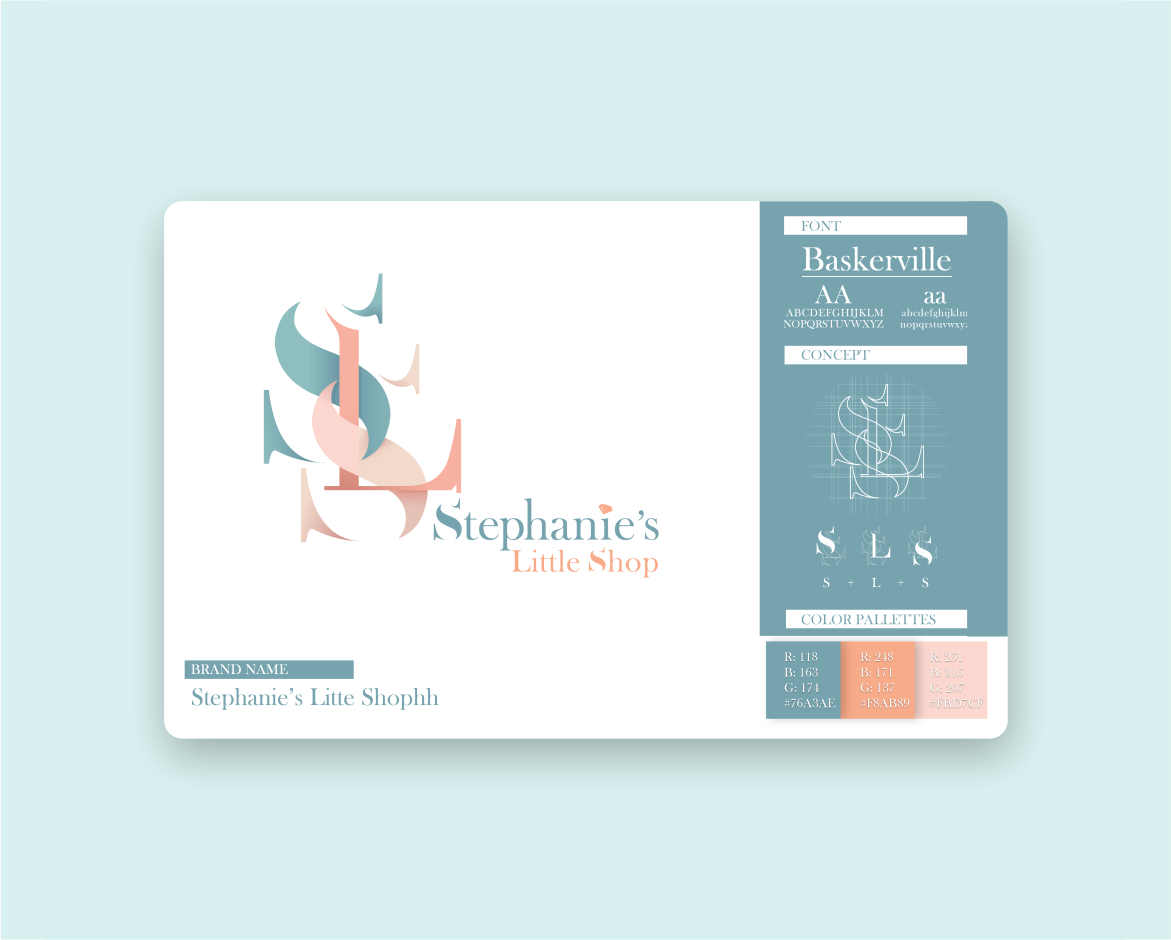 Stephanie's
Little Shop
BRAND NAME
Stephanie's Litte Shophh
FONT
Baskerville
AA
ABCDEFGHIJKLM
NOPQRSTUVWXYZ
aa
abcdefghijklm
nopqrstuvwxyz
CONCEPT
S + L + S
COLOR PALLETTES
R: 118
B: 163
G: 174
#76A3AE
R: 248
B: 171
G: 137
#F8AB89
R: 251
B: 215
G: 207
#FBD7CF